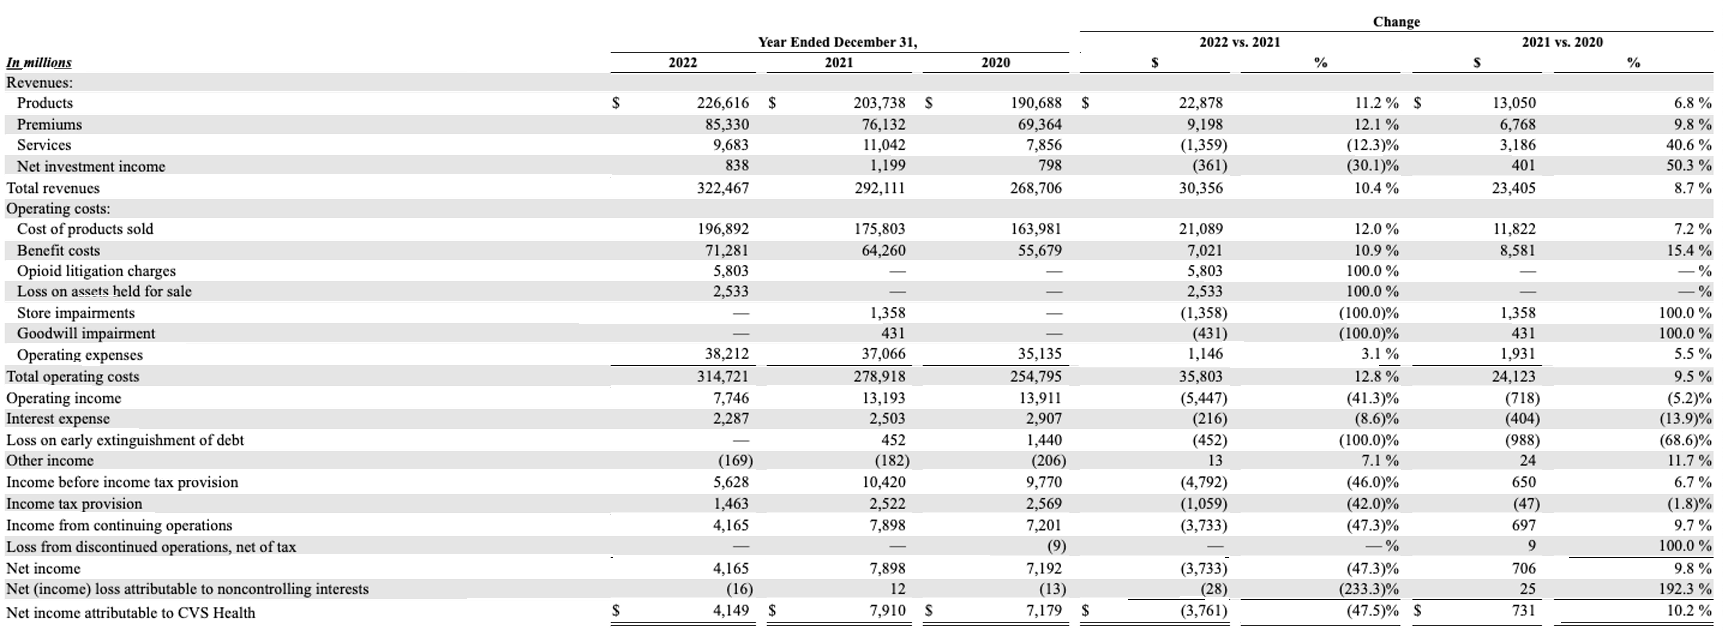 Change
Year Ended December 31, 2022 vs. 2021 2021 vs. 2020
In millions 2022 2021 2020 $ % $ %
Revenues:
Products $ 226,616 $ 203,738 $ 190,688 $ 22,878 11.2 % $ 13,050 6.8 %
Premiums 85,330 76,132 69,364 9,198 12.1 % 6,768 9.8 %
Services 9,683 11,042 7,856 (1,359) (12.3)% 3,186 40.6 %
Net investment income 838 1,199 798 (361) (30.1)% 401 50.3 %
Total revenues 322,467 292,111 268,706 30,356 10.4 % 23,405 8.7 %
Operating costs:
Cost of products sold 196,892 175,803 163,981 21,089 12.0 % 11,822 7.2 %
Benefit costs 71,281 64,260 55,679 7,021 10.9 % 8,581 15.4 %
Opioid litigation charges 5,803 — — 5,803 100.0 % — — %
Loss on assets held for sale 2,533 — — 2,533 100.0 % — — %
Store impairments — 1,358 — (1,358) (100.0)% 1,358 100.0 %
Goodwill impairment — 431 — (431) (100.0)% 431 100.0 %
Operating expenses 38,212 37,066 35,135 1,146 3.1 % 1,931 5.5 %
Total operating costs 314,721 278,918 254,795 35,803 12.8 % 24,123 9.5 %
Operating income 7,746 13,193 13,911 (5,447) (41.3)% (718) (5.2)%
Interest expense 2,287 2,503 2,907 (216) (8.6)% (404) (13.9)%
Loss on early extinguishment of debt — 452 1,440 (452) (100.0)% (988) (68.6)%
Other income (169) (182) (206) 13 7.1 % 24 11.7 %
Income before income tax provision 5,628 10,420 9,770 (4,792) (46.0)% 650 6.7 %
Income tax provision 1,463 2,522 2,569 (1,059) (42.0)% (47) (1.8)%
Income from continuing operations 4,165 7,898 7,201 (3,733) (47.3)% 697 9.7 %
Loss from discontinued operations, net of tax — — (9) — — % 9 100.0 %
Net income 4,165 7,898 7,192 (3,733) (47.3)% 706 9.8 %
Net (income) loss attributable to noncontrolling interests (16) 12 (13) (28) (233.3)% 25 192.3 %
Net income attributable to CVS Health $ 4,149 $ 7,910 $ 7,179 $ (3,761) (47.5)% $ 731 10.2 %